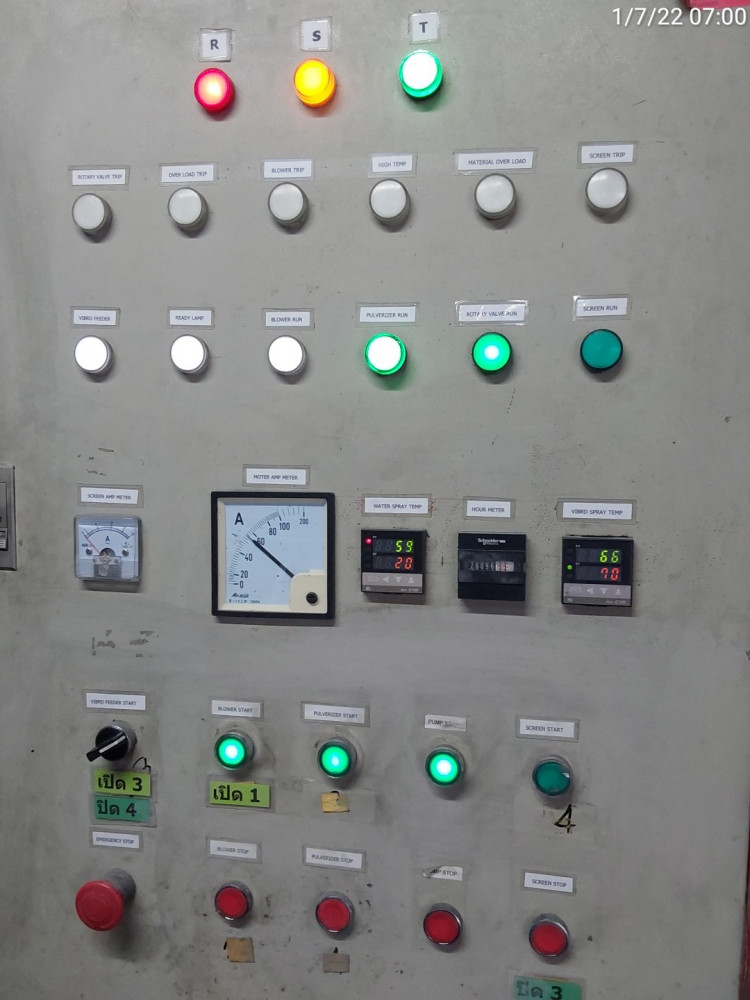 1/7/22 07:00
R
S
T
ROTARY VALVE TRIP
OVER LOAD TRIP
BLOWER TRIP
HIGH TEMP
MATERIAL OVER LOAD
SCREEN TRIP
VIBRO FEEDER
READY LAMP
BLOWER RUN
PULVERIZER RUN
ROTARY VALVE RUN
SCREEN RUN
SCREEN AMP METER
MOTER AMP METER
WATER SPRAY TEMP
HOUR METER
VIBRO SPRAY TEMP
A
A
0
20
40
60
80
100
200
59
20
Schneider
66
70
VIBRO FEEDER START
BLOWER START
PULVERIZER START
PUMP
SCREEN START
เปิด 3
ปิด 4
เปิด 1
4
EMERGENCY STOP
BLOWER STOP
PULVERIZER STOP
STOP
SCREEN STOP
ปิด 3